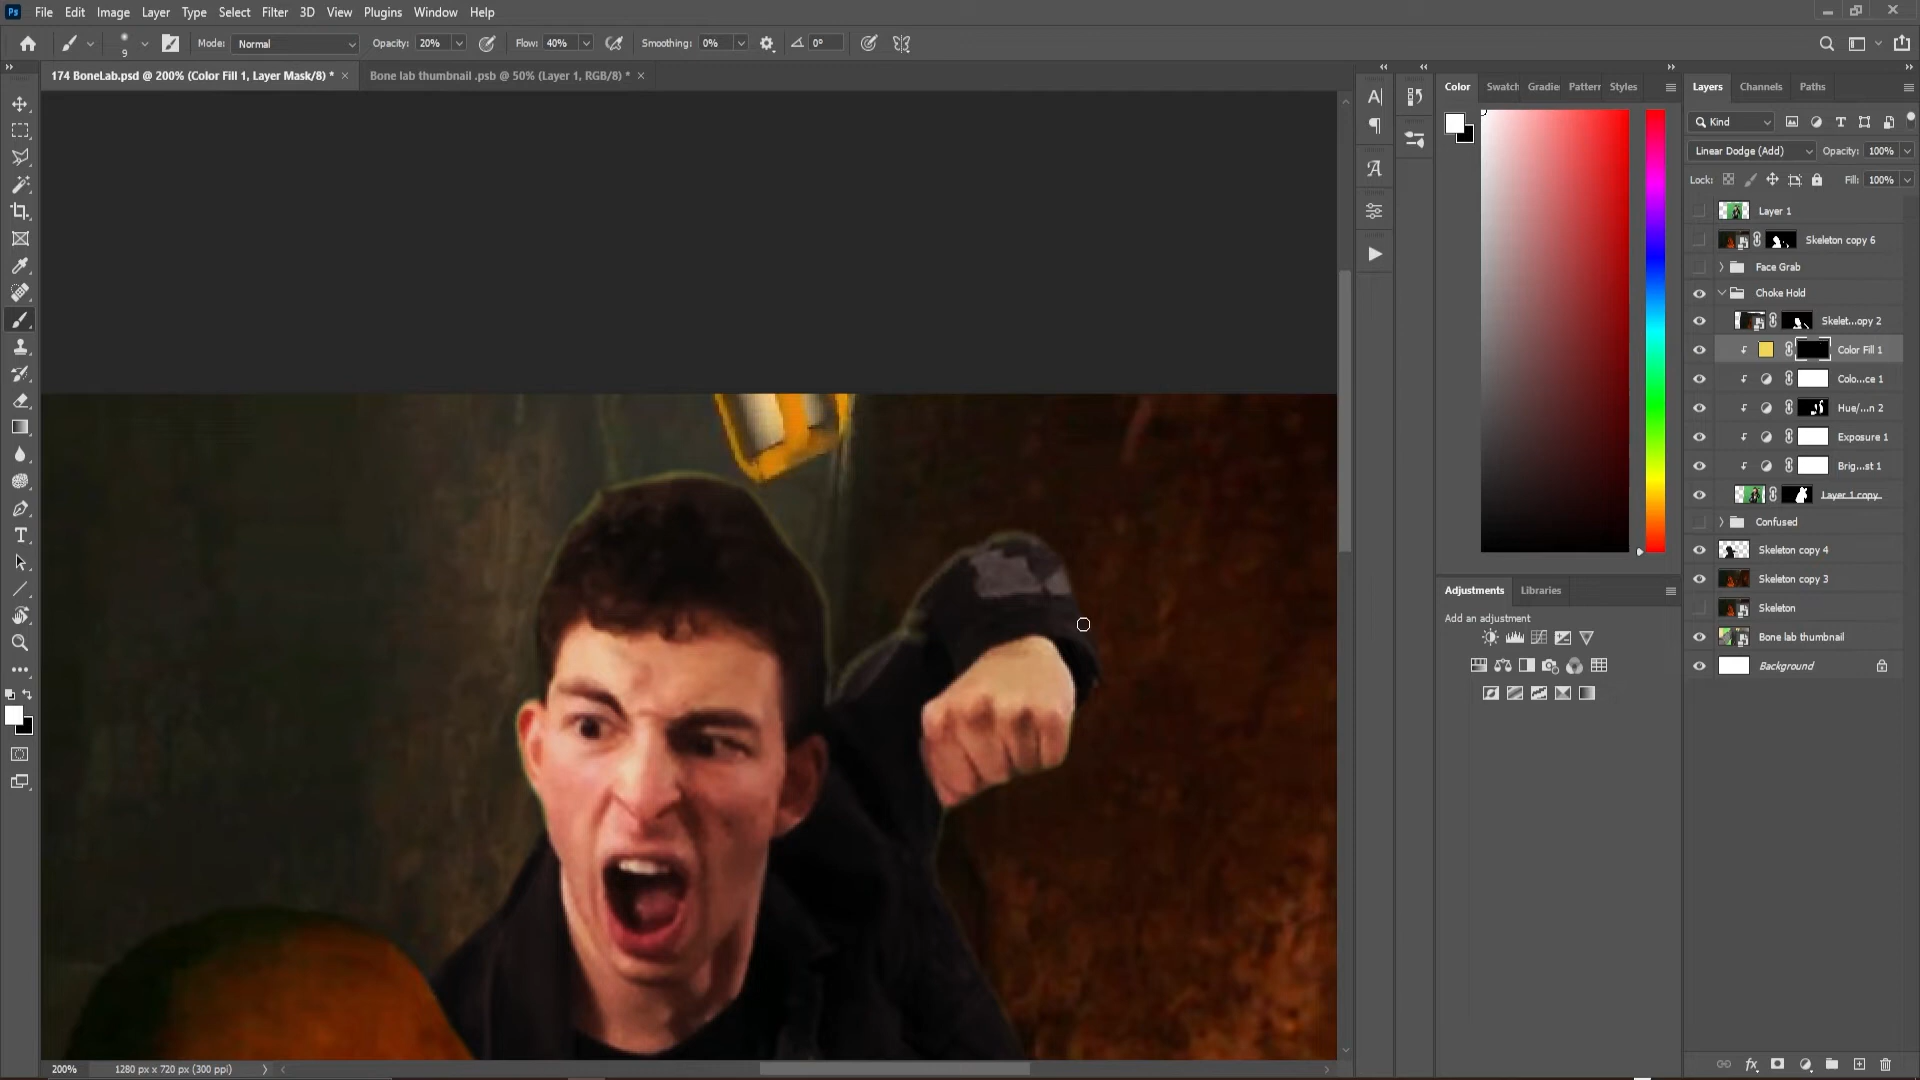 Ps File Edit Image Layer Type Select Filter 3D View Plugins Window Help
9 Mode: Normal Opacity: 20% Flow: 40% Smoothing: 0% 0°
174 BoneLab.psd @ 200% (Color Fill 1, Layer Mask/8) * × Bone lab thumbnail .psb @ 50% (Layer 1, RGB/8) * ×
Color Swatch Gradie Pattern Styles
Layers Channels Paths
Kind
Linear Dodge (Add) Opacity: 100%
Lock: Fill: 100%
Layer 1
Skeleton copy 6
Face Grab
Choke Hold
Skelet...opy 2
Color Fill 1
Colo...ce 1
Hue/...n 2
Exposure 1
Brig...st 1
Layer 1 copy
Confused
Skeleton copy 4
Skeleton copy 3
Skeleton
Bone lab thumbnail
Background
Adjustments Libraries
Add an adjustment
200% 1280 px x 720 px (300 ppi)
fx